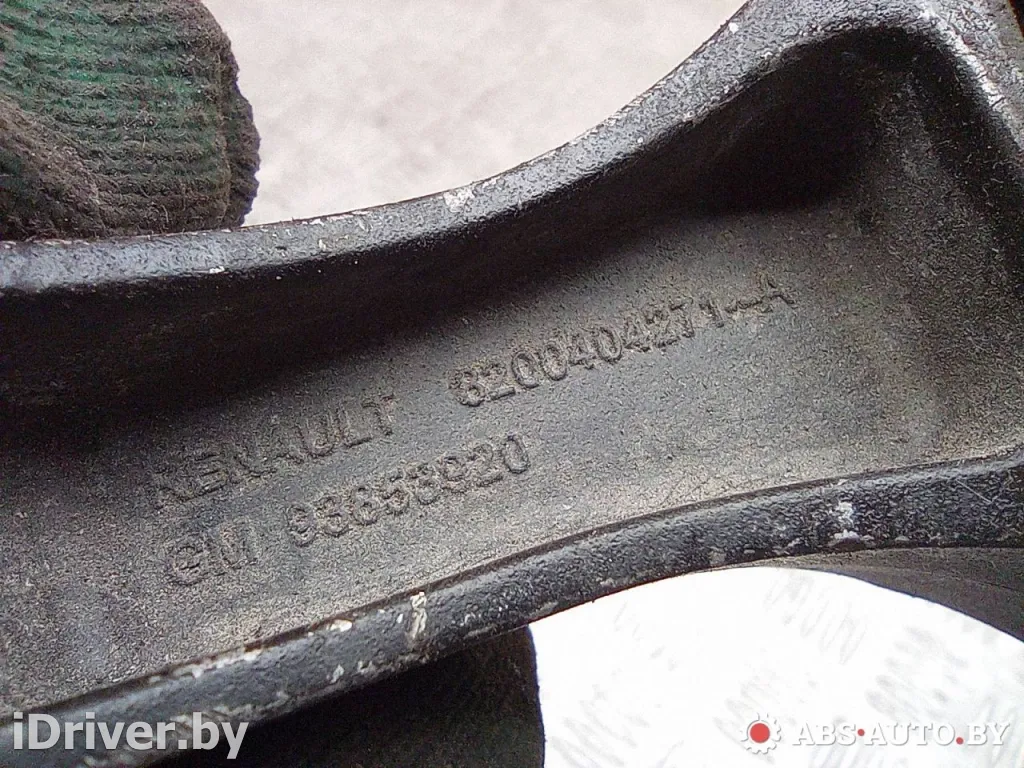 RENAULT 8200404271--A
GM 93858920
iDriver.by
ABS-AUTO.BY